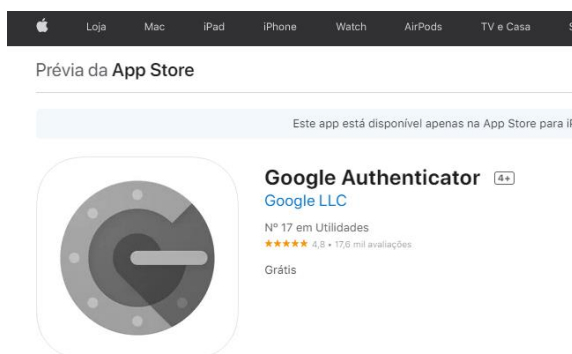 Loja Mac iPad iPhone Watch AirPods TV e Casa
Prévia da App Store
Este app está disponível apenas na App Store para
Google Authenticator 4+
Google LLC
Nº 17 em Utilidades
★★★★★ 4,8 • 17,6 mil avaliações
Grátis